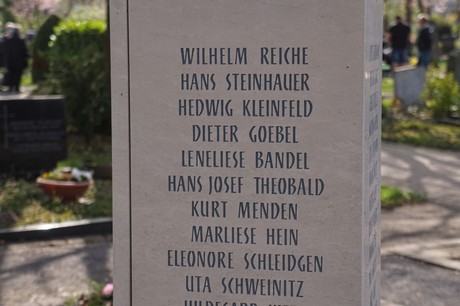 WILHELM REICHE
HANS STEINHAUER
HEDWIG KLEINFELD
DIETER GOEBEL
LENELIESE BANDEL
HANS JOSEF THEOBALD
KURT MENDEN
MARLIESE HEIN
ELEONORE SCHLEIDGEN
UTA SCHWEINITZ
HILDEGARD